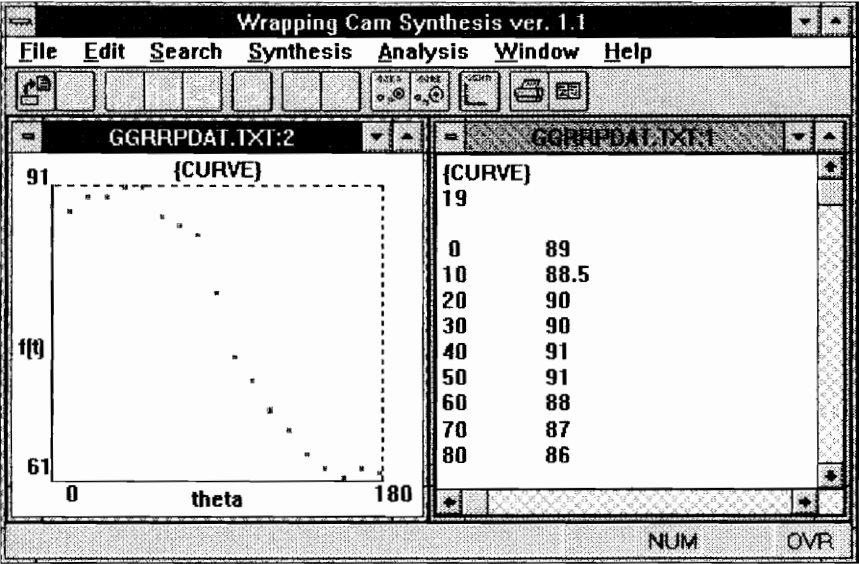 Wrapping Cam Synthesis ver. 1.1
File Edit Search Synthesis Analysis Window Help
GGRRPDAT.TXT:2
{CURVE}
91
f(t)
61
0 theta 180
GGRRPDAT.TXT:1
{CURVE}
19
0 89
10 88.5
20 90
30 90
40 91
50 91
60 88
70 87
80 86
NUM OVR